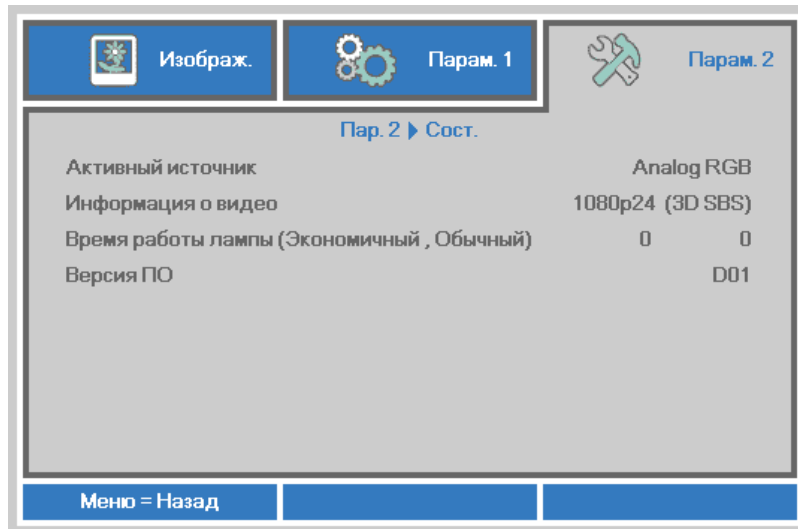 Изображ. Парам. 1 Парам. 2
Пар. 2 ▶ Сост.
Активный источник Analog RGB
Информация о видео 1080p24 (3D SBS)
Время работы лампы (Экономичный , Обычный) 0 0
Версия ПО D01
Меню = Назад